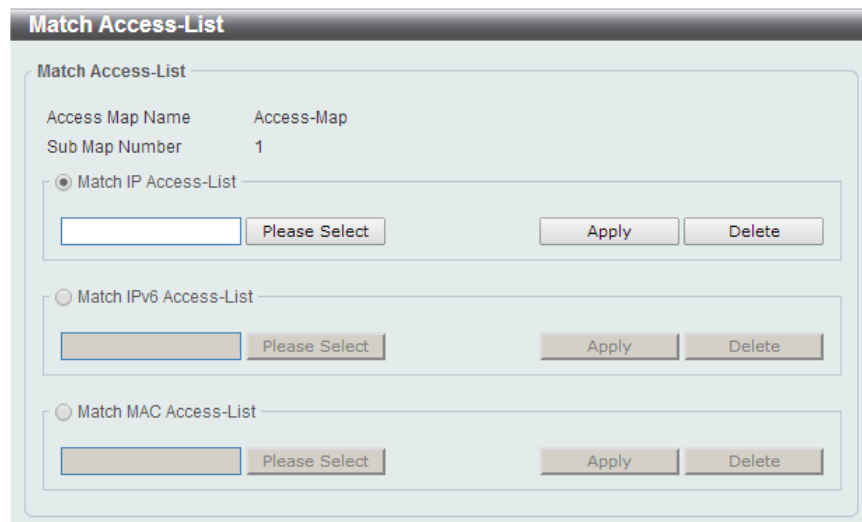 Match Access-List
Match Access-List
Access Map Name Access-Map
Sub Map Number 1
Match IP Access-List
Please Select Apply Delete
Match IPv6 Access-List
Please Select Apply Delete
Match MAC Access-List
Please Select Apply Delete